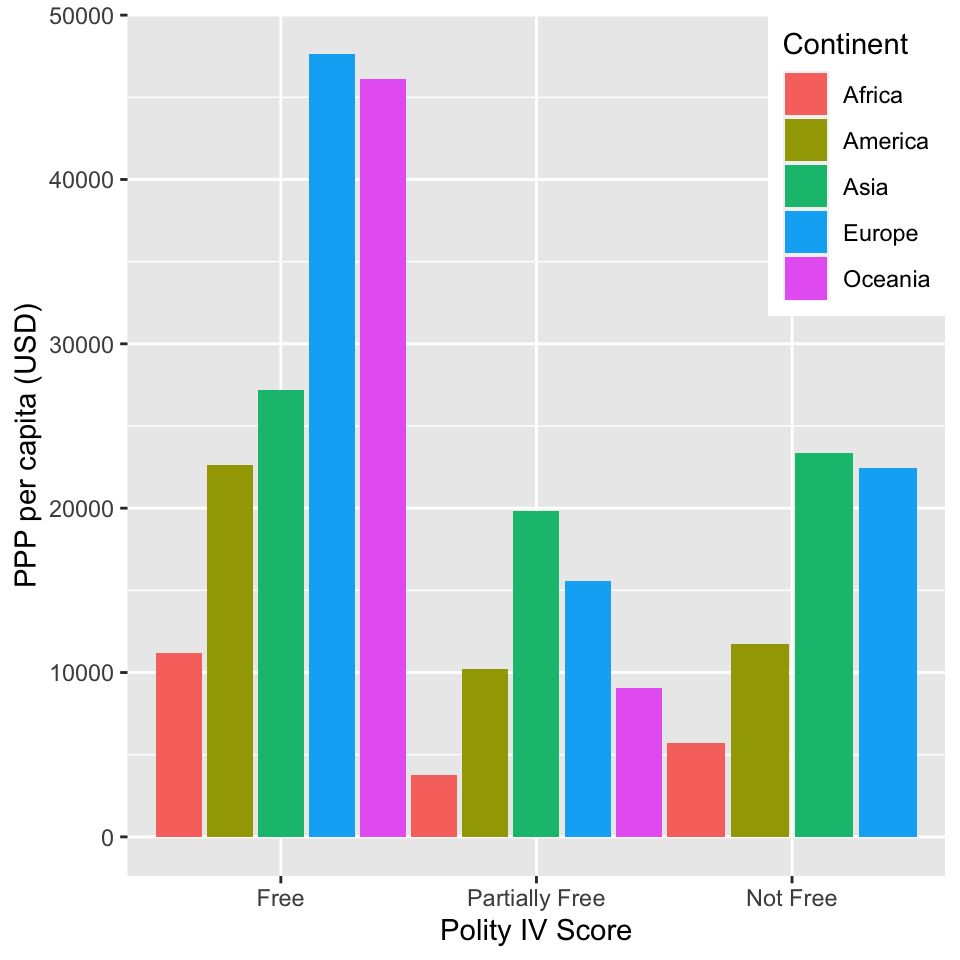 PPP per capita (USD)
50000
40000
30000
20000
10000
0
Continent
Africa
America
Asia
Europe
Oceania
Free
Partially Free
Not Free
Polity IV Score